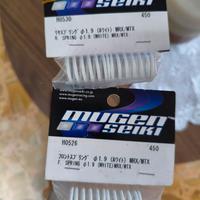 H0530 450
リヤスプリング φ1.9 (ホワイト) MRX/MTX
R. SPRING φ1.9 (WHITE) MRX/MTX
MUGEN
SEIKI
H0526 450
フロントスプリング φ1.9 (ホワイト) MRX/MTX
F. SPRING φ1.9 (WHITE) MRX/MTX